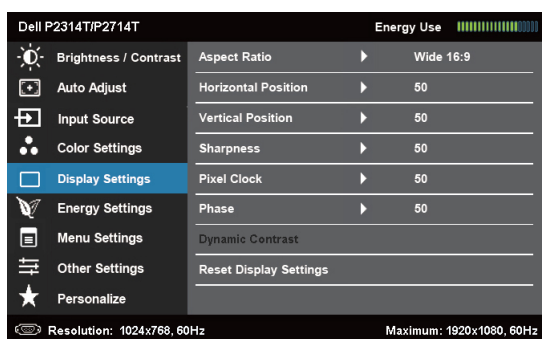 Dell P2314T/P2714T Energy Use
Brightness / Contrast Aspect Ratio Wide 16:9
Auto Adjust Horizontal Position 50
Input Source Vertical Position 50
Color Settings Sharpness 50
Display Settings Pixel Clock 50
Energy Settings Phase 50
Menu Settings Dynamic Contrast
Other Settings Reset Display Settings
Personalize
Resolution: 1024x768, 60Hz Maximum: 1920x1080, 60Hz